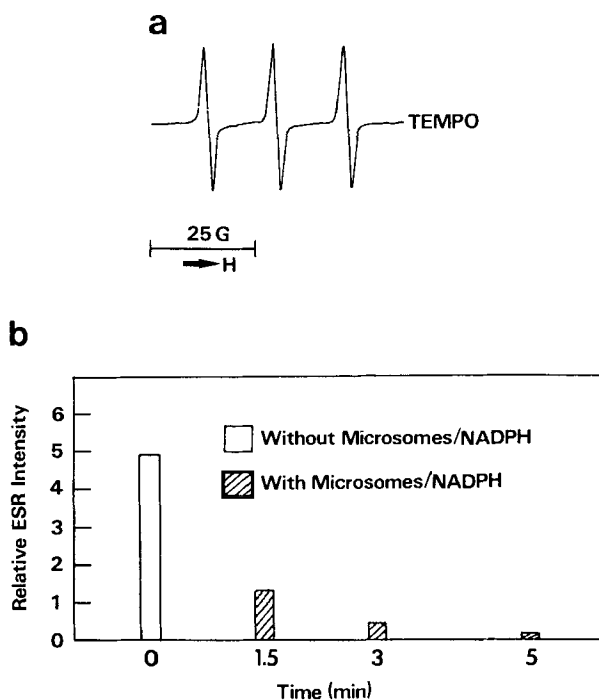 a
TEMPO
25 G
H
b
Relative ESR Intensity
6
5
4
3
2
1
0
Without Microsomes/NADPH
With Microsomes/NADPH
0 1.5 3 5
Time (min)